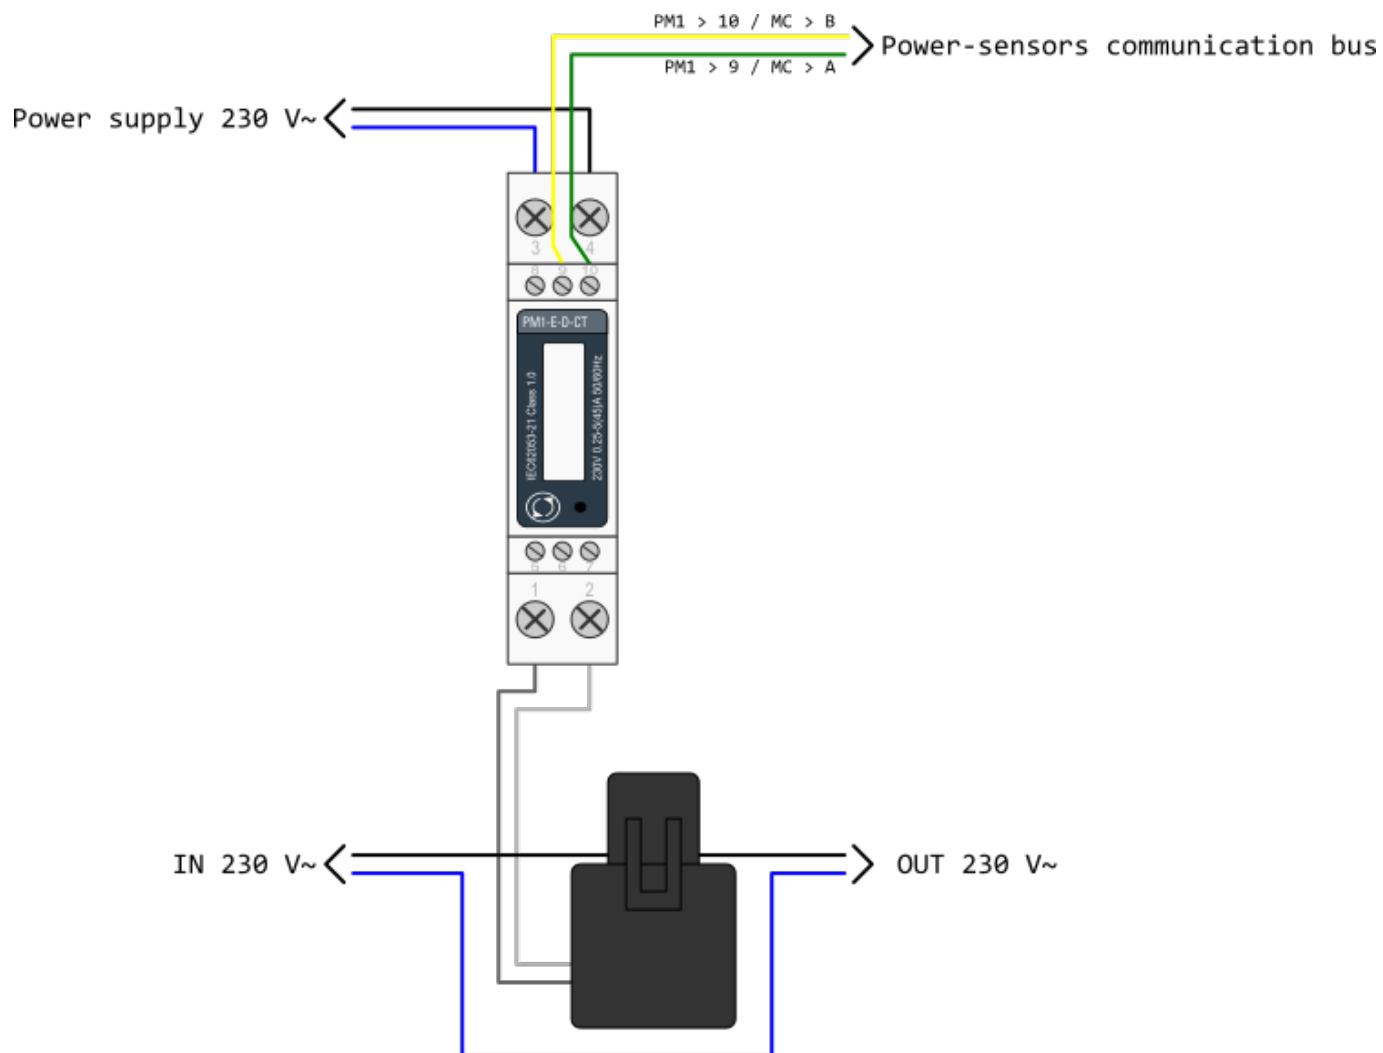 PM1 > 10 / MC > B
Power-sensors communication bus
PM1 > 9 / MC > A
Power supply 230 V~
3
4
8
9
10
PM1-E-D-CT
IEC62053-21 Class 1.0
230V 0.25-5(45)A 50/60Hz
5
6
7
1
2
IN 230 V~
OUT 230 V~